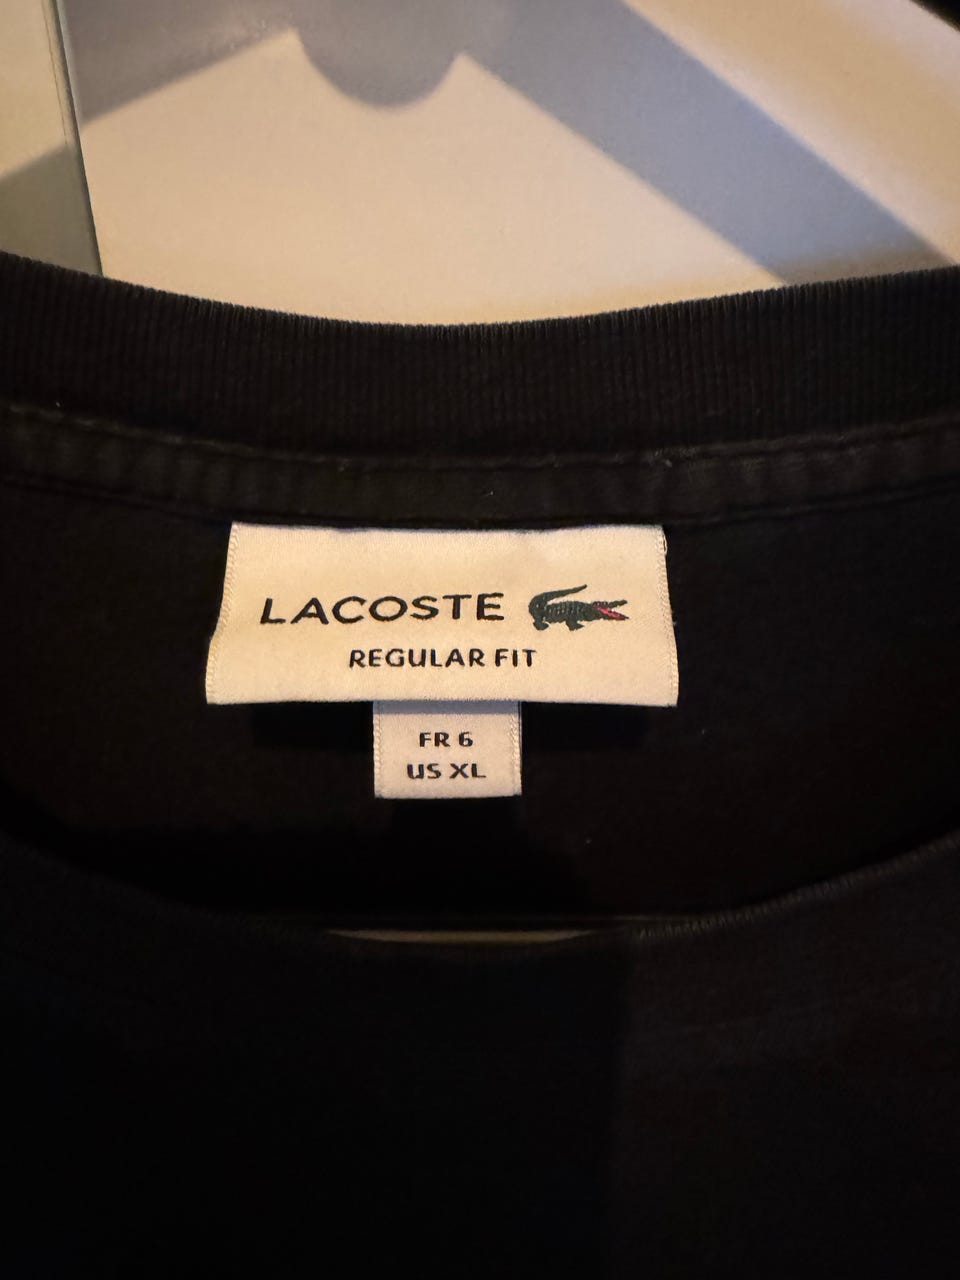 LACOSTE
REGULAR FIT
FR 6
US XL